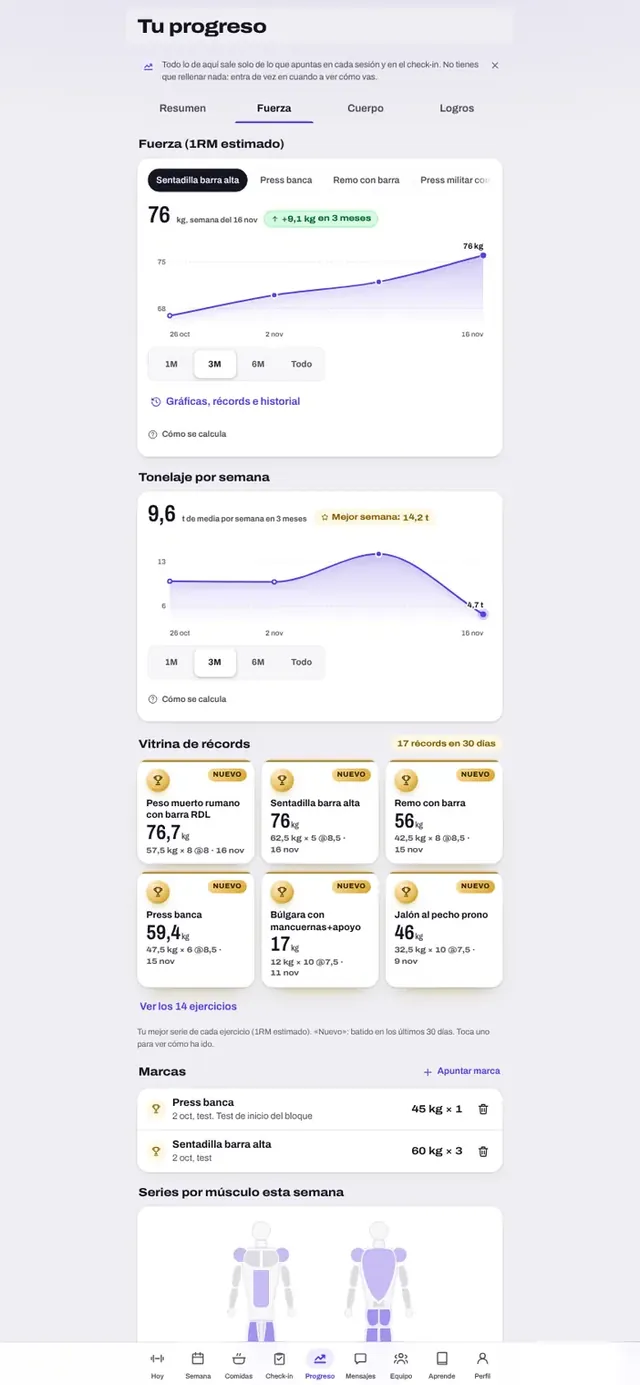 Tu progreso
Todo lo de aquí sale solo de lo que apuntas en cada sesión y en el check-in. No tienes
que rellenar nada: entra de vez en cuando a ver cómo vas.
Resumen Fuerza Cuerpo Logros
Fuerza (1RM estimado)
Sentadilla barra alta Press banca Remo con barra Press militar con
76 kg, semana del 16 nov ↑ +9,1 kg en 3 meses
76 kg
75
68
26 oct 2 nov 16 nov
1M 3M 6M Todo
Gráficas, récords e historial
Cómo se calcula
Tonelaje por semana
9,6 t de media por semana en 3 meses Mejor semana: 14,2 t
13
6
4,7 t
26 oct 2 nov 16 nov
1M 3M 6M Todo
Cómo se calcula
Vitrina de récords 17 récords en 30 días
NUEVO
Peso muerto rumano
con barra RDL
76,7 kg
57,5 kg × 8 @8 · 16 nov
NUEVO
Sentadilla barra alta
76 kg
62,5 kg × 5 @8,5 ·
16 nov
NUEVO
Remo con barra
56 kg
42,5 kg × 8 @8,5 ·
15 nov
NUEVO
Press banca
59,4 kg
47,5 kg × 6 @8,5 ·
15 nov
NUEVO
Búlgara con
mancuernas+apoyo
17 kg
12 kg × 10 @7,5 ·
11 nov
NUEVO
Jalón al pecho prono
46 kg
32,5 kg × 10 @7,5 ·
9 nov
Ver los 14 ejercicios
Tu mejor serie de cada ejercicio (1RM estimado). «Nuevo»: batido en los últimos 30 días. Toca uno
para ver cómo ha ido.
Marcas + Apuntar marca
Press banca
2 oct, test. Test de inicio del bloque
45 kg × 1
Sentadilla barra alta
2 oct, test
60 kg × 3
Series por músculo esta semana
Hoy Semana Comidas Check-in Progreso Mensajes Equipo Aprende Perfil